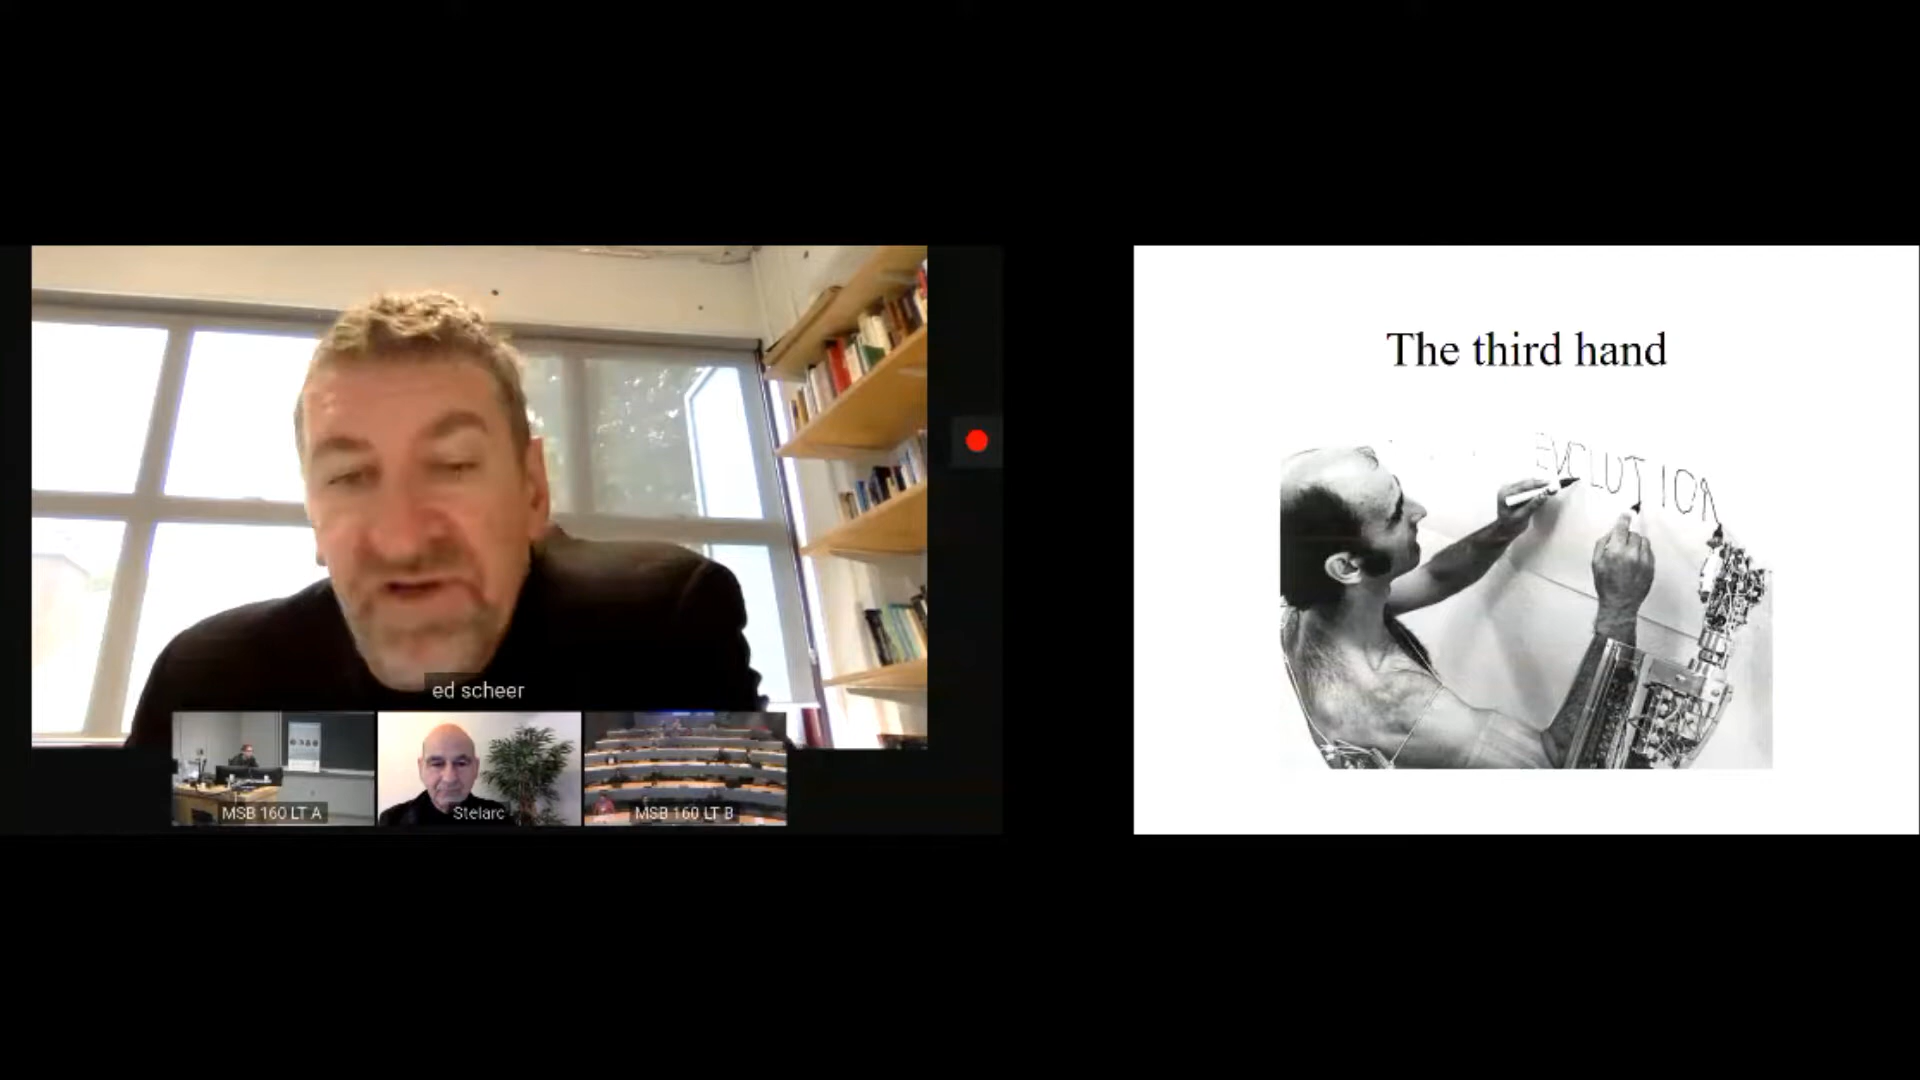 ed scheer
MSB 160 LT A
Stelarc
MSB 160 LT B
The third hand
EVOLUTION